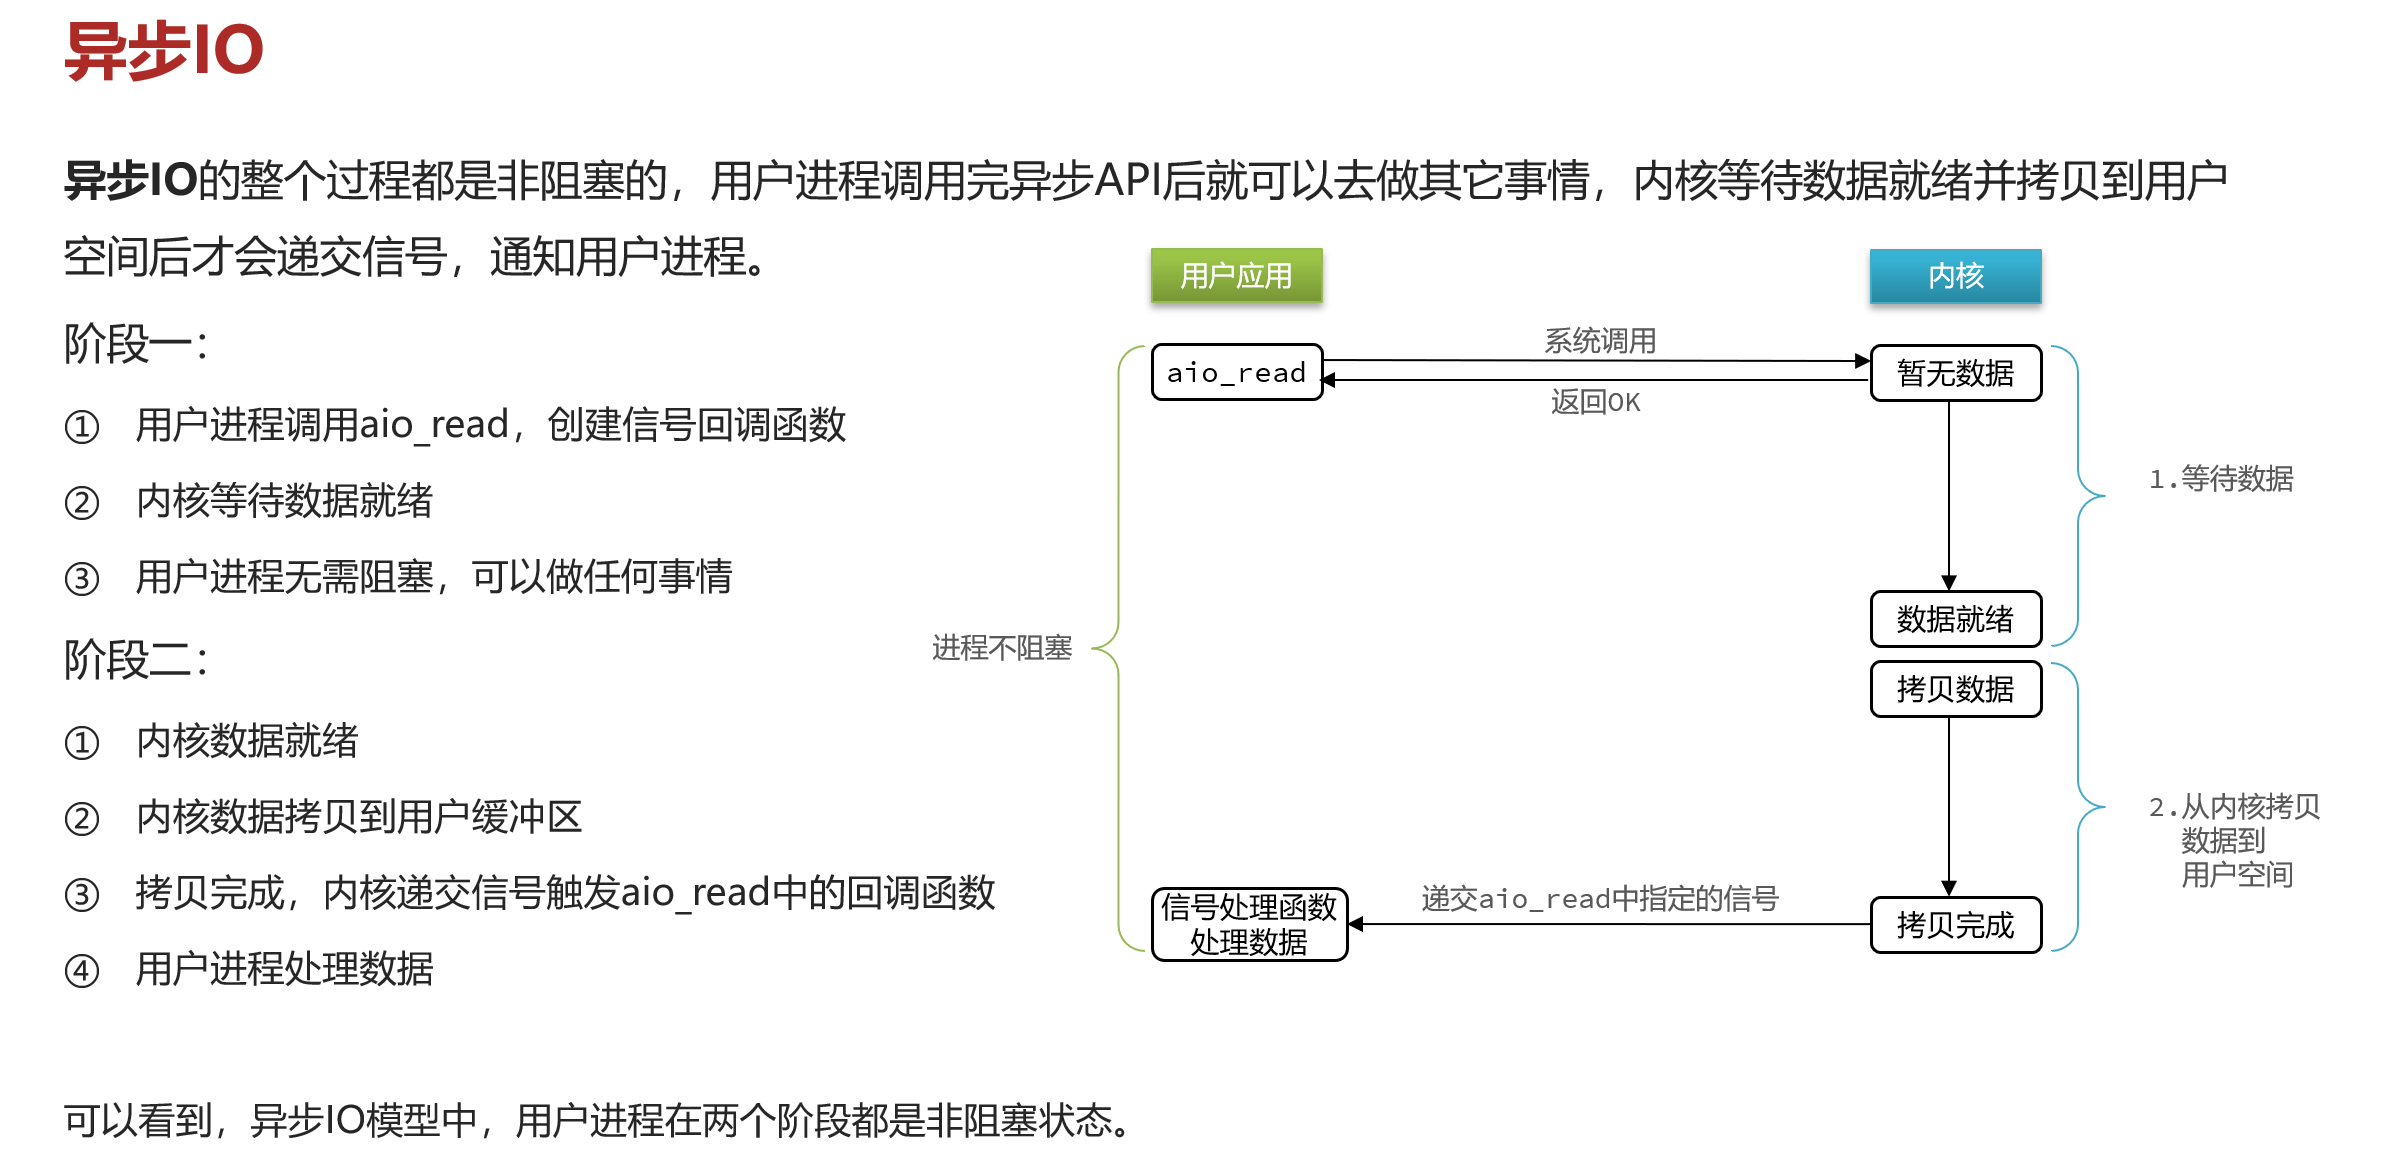 异步IO
异步IO的整个过程都是非阻塞的，用户进程调用完异步API后就可以去做其它事情，内核等待数据就绪并拷贝到用户
空间后才会递交信号，通知用户进程。
阶段一：
① 用户进程调用aio_read，创建信号回调函数
② 内核等待数据就绪
③ 用户进程无需阻塞，可以做任何事情
阶段二：
① 内核数据就绪
② 内核数据拷贝到用户缓冲区
③ 拷贝完成，内核递交信号触发aio_read中的回调函数
④ 用户进程处理数据
可以看到，异步IO模型中，用户进程在两个阶段都是非阻塞状态。
用户应用
内核
aio_read
系统调用
返回OK
暂无数据
1.等待数据
数据就绪
进程不阻塞
拷贝数据
2.从内核拷贝
数据到
用户空间
信号处理函数
处理数据
递交aio_read中指定的信号
拷贝完成